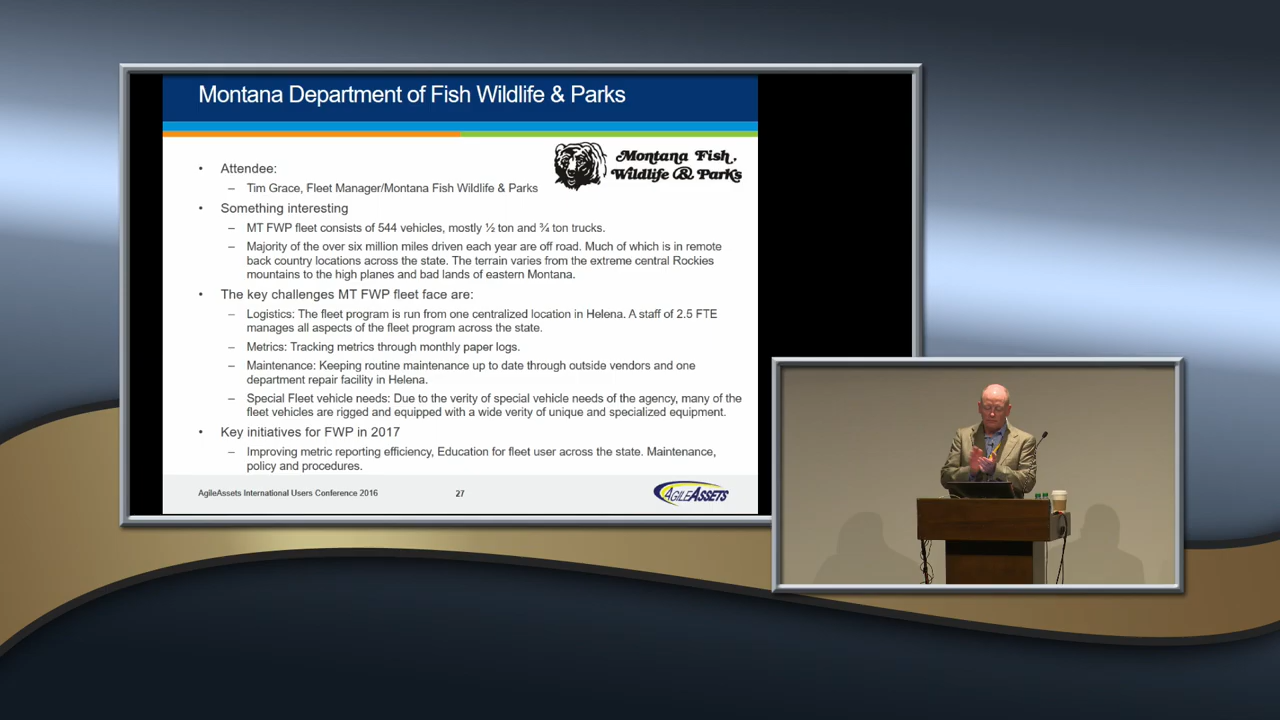 Montana Department of Fish Wildlife & Parks
Montana Fish,
Wildlife & Parks
• Attendee:
– Tim Grace, Fleet Manager/Montana Fish Wildlife & Parks
• Something interesting
– MT FWP fleet consists of 544 vehicles, mostly ½ ton and ¾ ton trucks.
– Majority of the over six million miles driven each year are off road. Much of which is in remote
back country locations across the state. The terrain varies from the extreme central Rockies
mountains to the high planes and bad lands of eastern Montana.
• The key challenges MT FWP fleet face are:
– Logistics: The fleet program is run from one centralized location in Helena. A staff of 2.5 FTE
manages all aspects of the fleet program across the state.
– Metrics: Tracking metrics through monthly paper logs.
– Maintenance: Keeping routine maintenance up to date through outside vendors and one
department repair facility in Helena.
– Special Fleet vehicle needs: Due to the verity of special vehicle needs of the agency, many of the
fleet vehicles are rigged and equipped with a wide verity of unique and specialized equipment.
• Key initiatives for FWP in 2017
– Improving metric reporting efficiency, Education for fleet user across the state. Maintenance,
policy and procedures.
AgileAssets International Users Conference 2016
27
AGILEASSETS